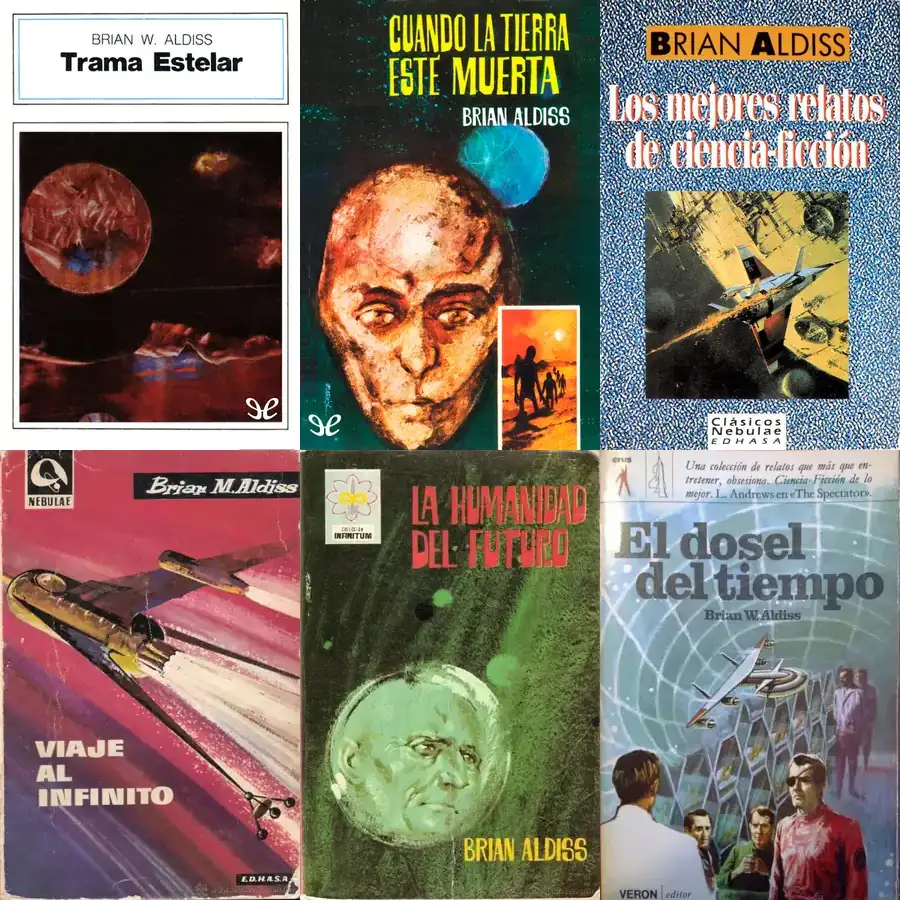 BRIAN W. ALDISS
Trama Estelar
CUANDO LA TIERRA
ESTE MUERTA
BRIAN ALDISS
BRIAN ALDISS
Los mejores relatos
de ciencia-ficción
Clásicos
Nebulae
EDHASA
NEBULAE
Brian M. Aldiss
VIAJE
AL
INFINITO
E.D.H.A.S.A.
COLECCIÓN
INFINITUM
LA HUMANIDAD
DEL FUTURO
BRIAN ALDISS
Una colección de relatos que más que en-
tretener, obsesiona. Ciencia-Ficción de lo
mejor. L. Andrews en «The Spectator».
El dosel
del tiempo
Brian W. Aldiss
VERON editor